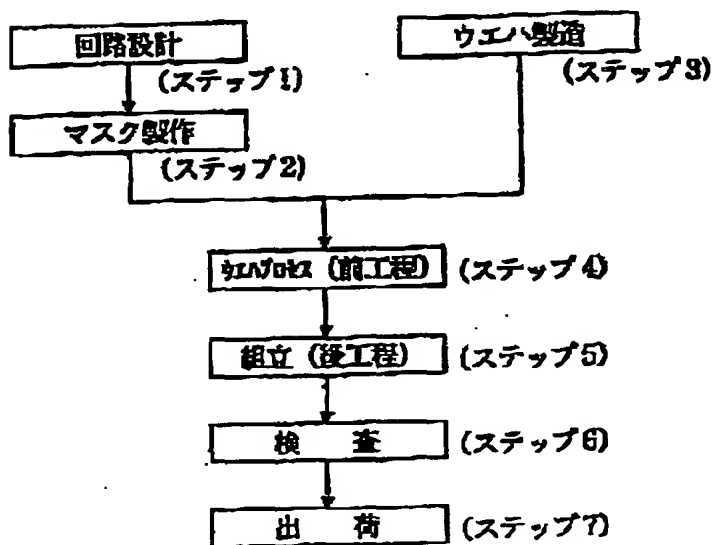 回路設計
(ステップ1)
ウエハ製造
(ステップ3)
マスク製作
(ステップ2)
ウエハプロセス (前工程)
(ステップ4)
組立 (後工程)
(ステップ5)
検　査
(ステップ6)
出　荷
(ステップ7)